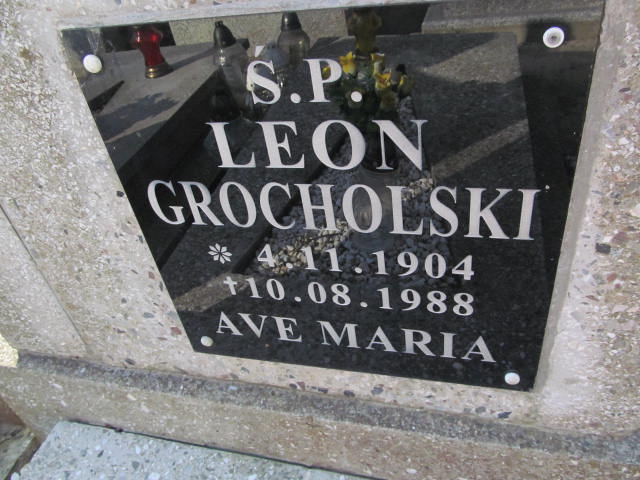 S.P.
LEON
GROCHOLSKI
* 4.11.1904
†10.08.1988
AVE MARIA